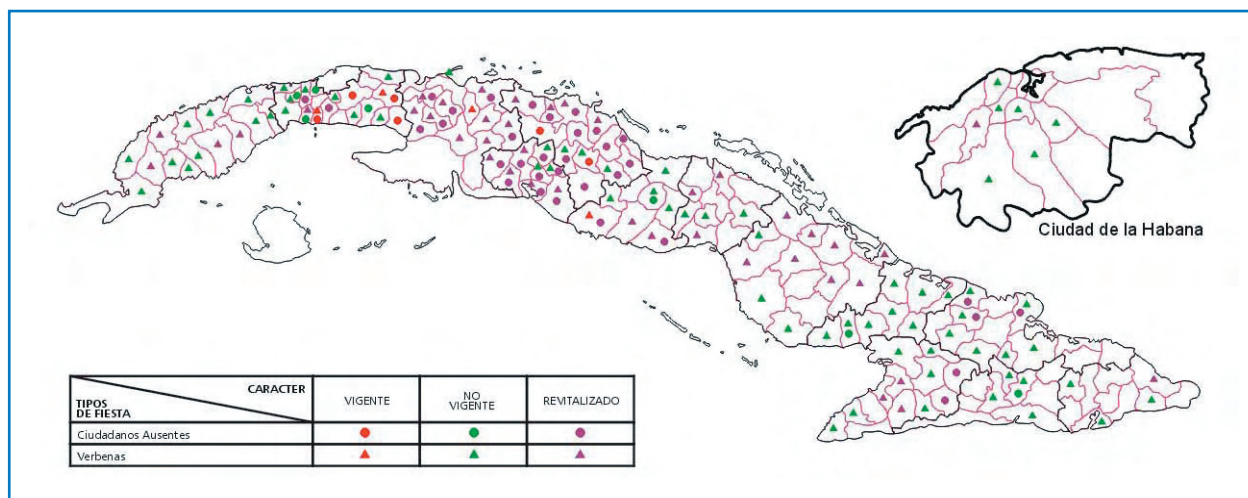 Ciudad de la Habana
CARACTER
TIPOS
DE FIESTA
VIGENTE
NO
VIGENTE
REVITALIZADO
Ciudadanos Ausentes
Verbenas